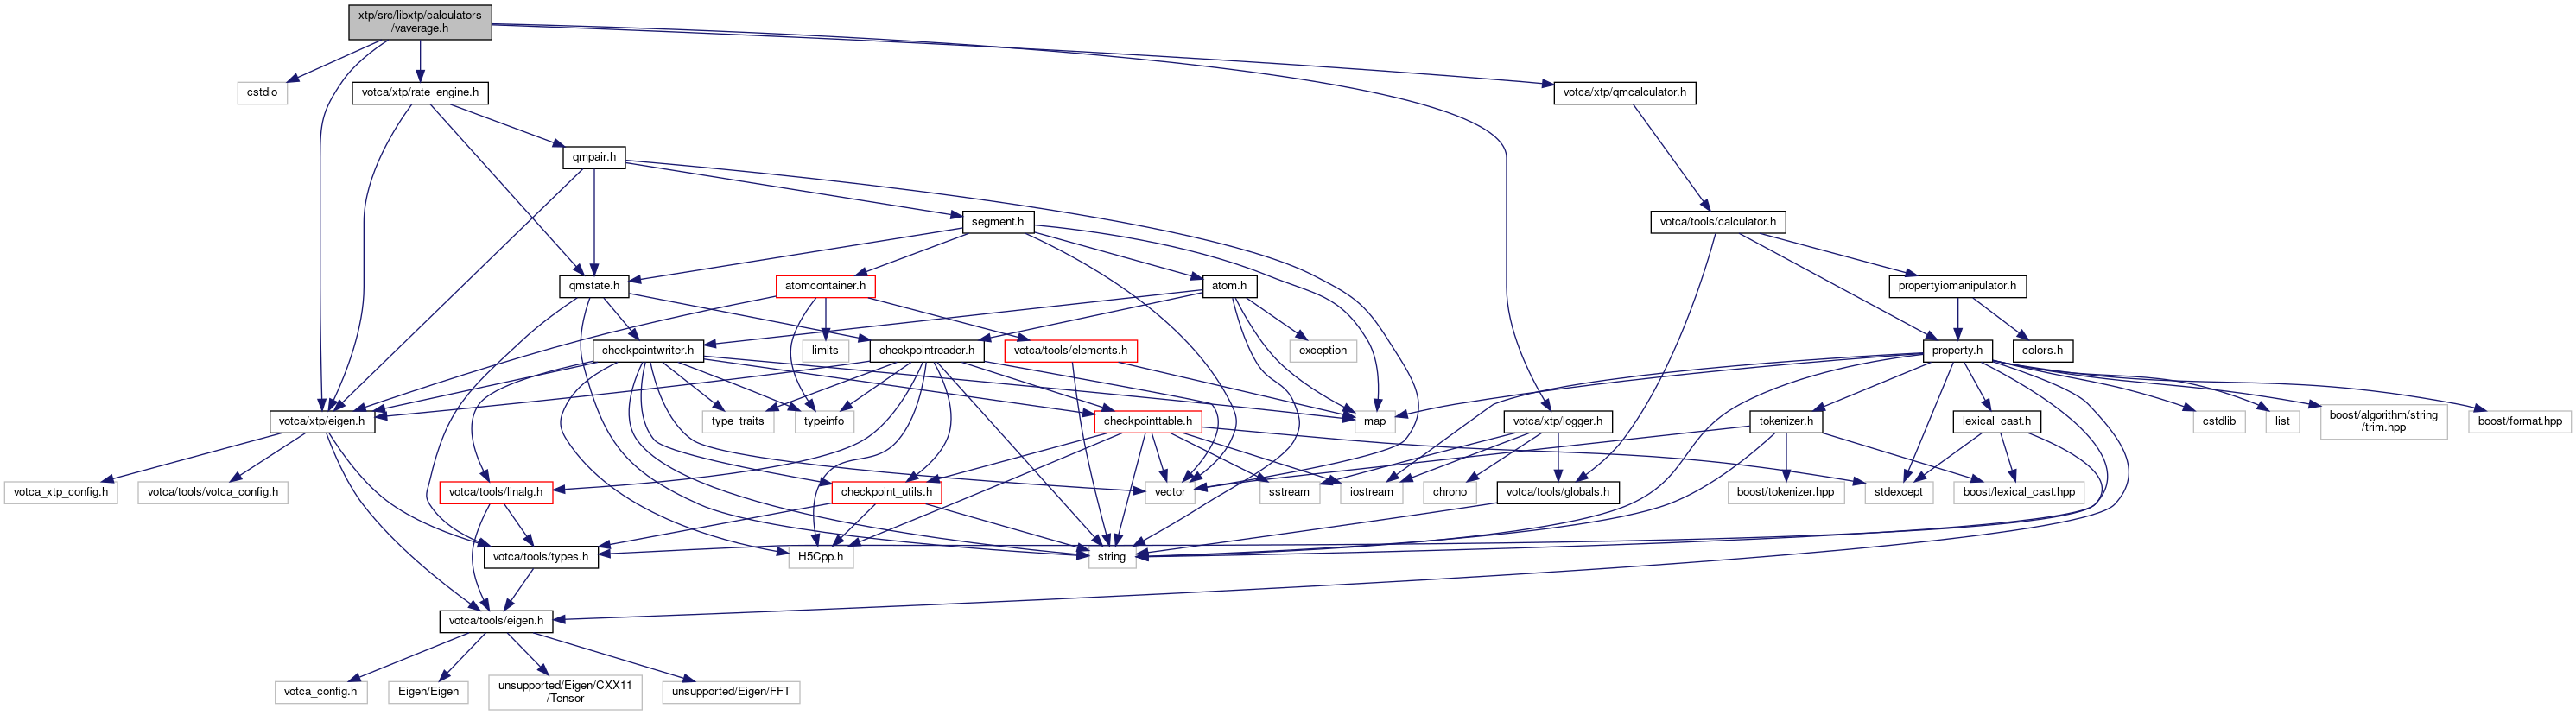 xtp/src/libxtp/calculators
/vaverage.h
cstdio
votca/xtp/rate_engine.h
votca/xtp/qmcalculator.h
qmpair.h
segment.h
votca/tools/calculator.h
qmstate.h
atomcontainer.h
atom.h
propertyiomanipulator.h
checkpointwriter.h
limits
checkpointreader.h
votca/tools/elements.h
exception
property.h
colors.h
votca/xtp/eigen.h
type_traits
typeinfo
checkpointtable.h
map
votca/xtp/logger.h
tokenizer.h
lexical_cast.h
cstdlib
list
boost/algorithm/string
/trim.hpp
boost/format.hpp
votca_xtp_config.h
votca/tools/votca_config.h
votca/tools/linalg.h
checkpoint_utils.h
vector
sstream
iostream
chrono
votca/tools/globals.h
boost/tokenizer.hpp
stdexcept
boost/lexical_cast.hpp
votca/tools/types.h
H5Cpp.h
string
votca/tools/eigen.h
votca_config.h
Eigen/Eigen
unsupported/Eigen/CXX11
/Tensor
unsupported/Eigen/FFT